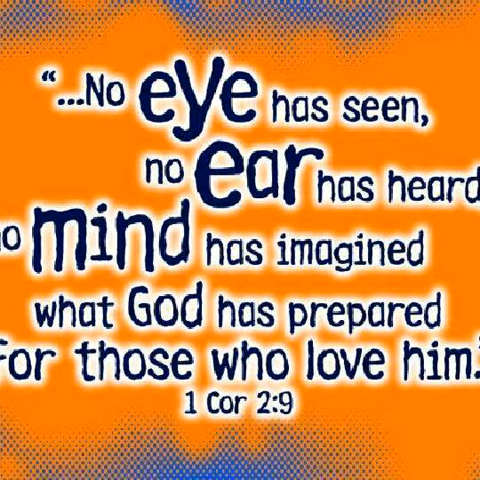 “...No eye has seen,
no ear has heard
no mind has imagined
what God has prepared
for those who love him.
1 Cor 2:9